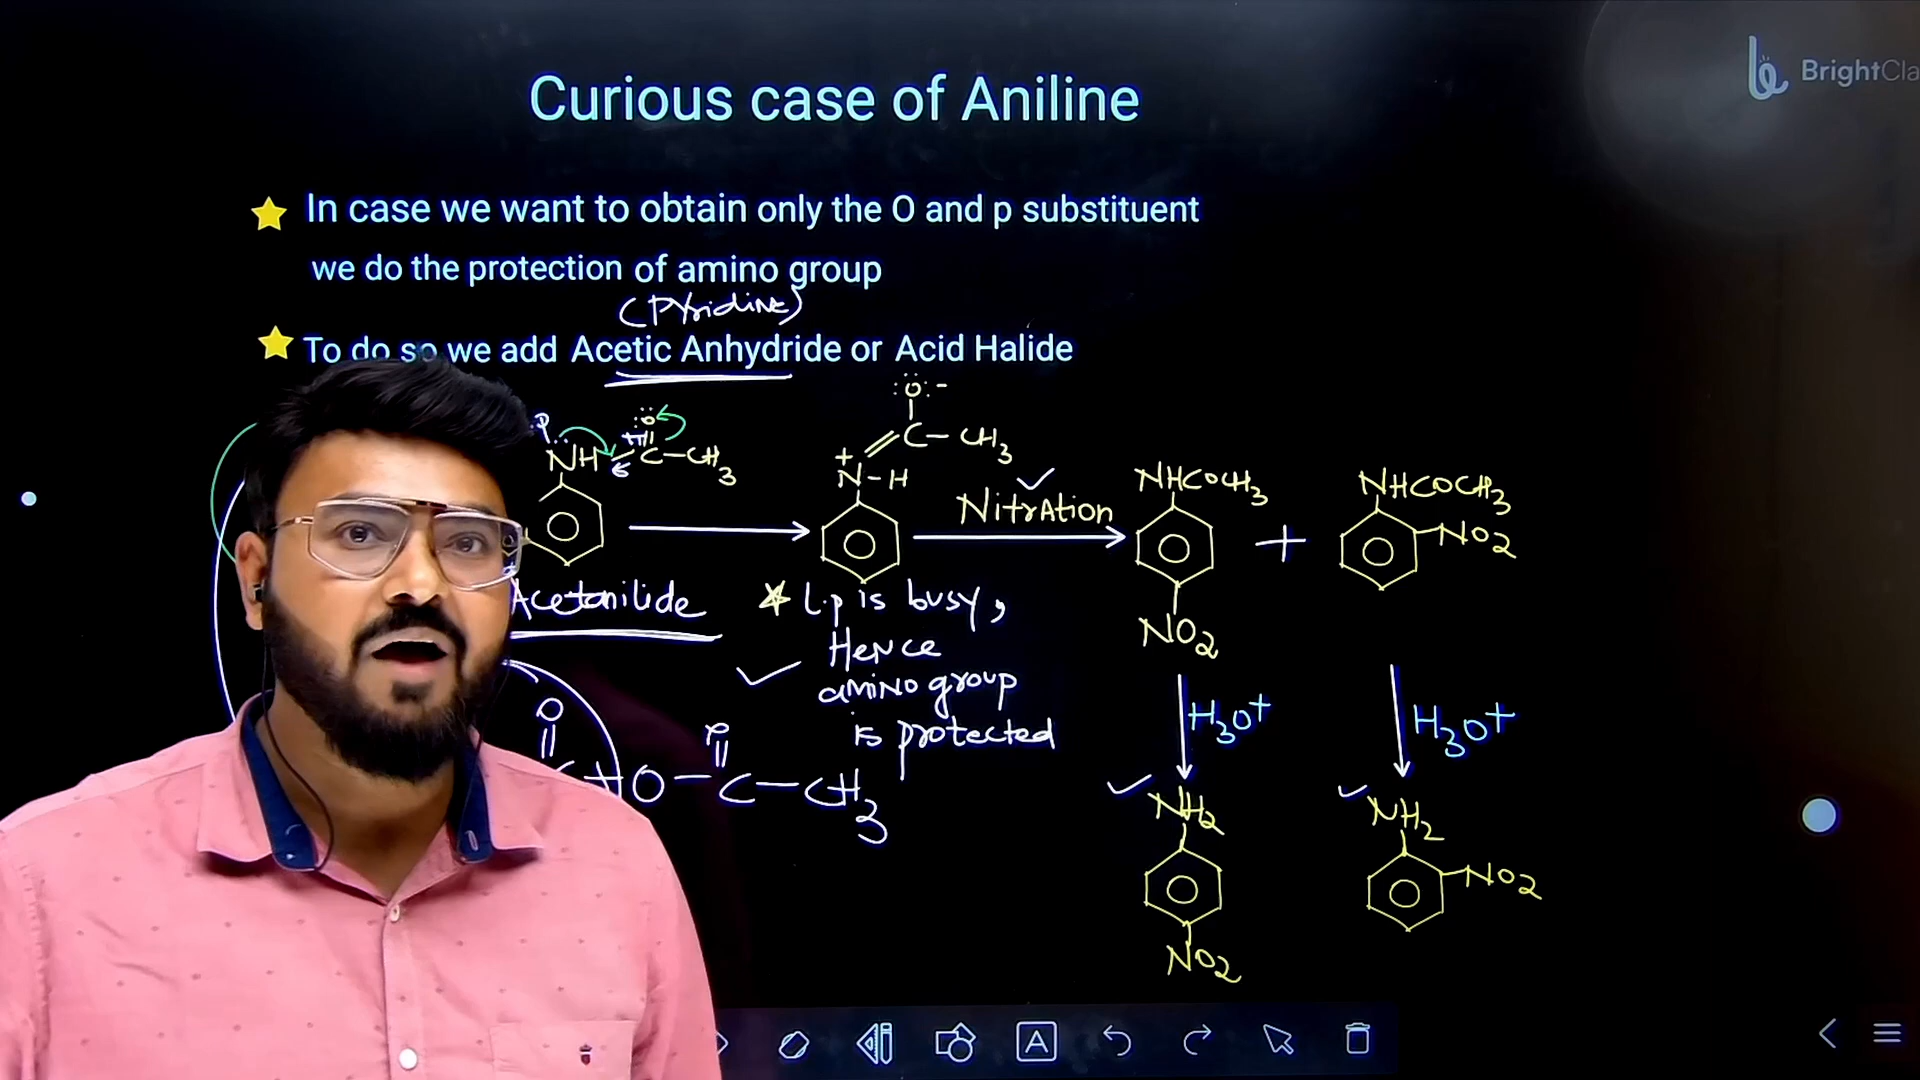 BrightCla
Curious case of Aniline
In case we want to obtain only the O and p substituent
we do the protection of amino group
(Pyridine)
To do so we add Acetic Anhydride or Acid Halide
:O:-
C-CH3
+
N-H
NH C-CH3
Nitration
NHCOCH3
+
NHCOCH3
NO2
NO2
Acetanilide
L.p is busy,
Hence
amino group
is protected
H3O+
H3O+
O
O-C-CH3
NH2
NH2
NO2
NO2
A